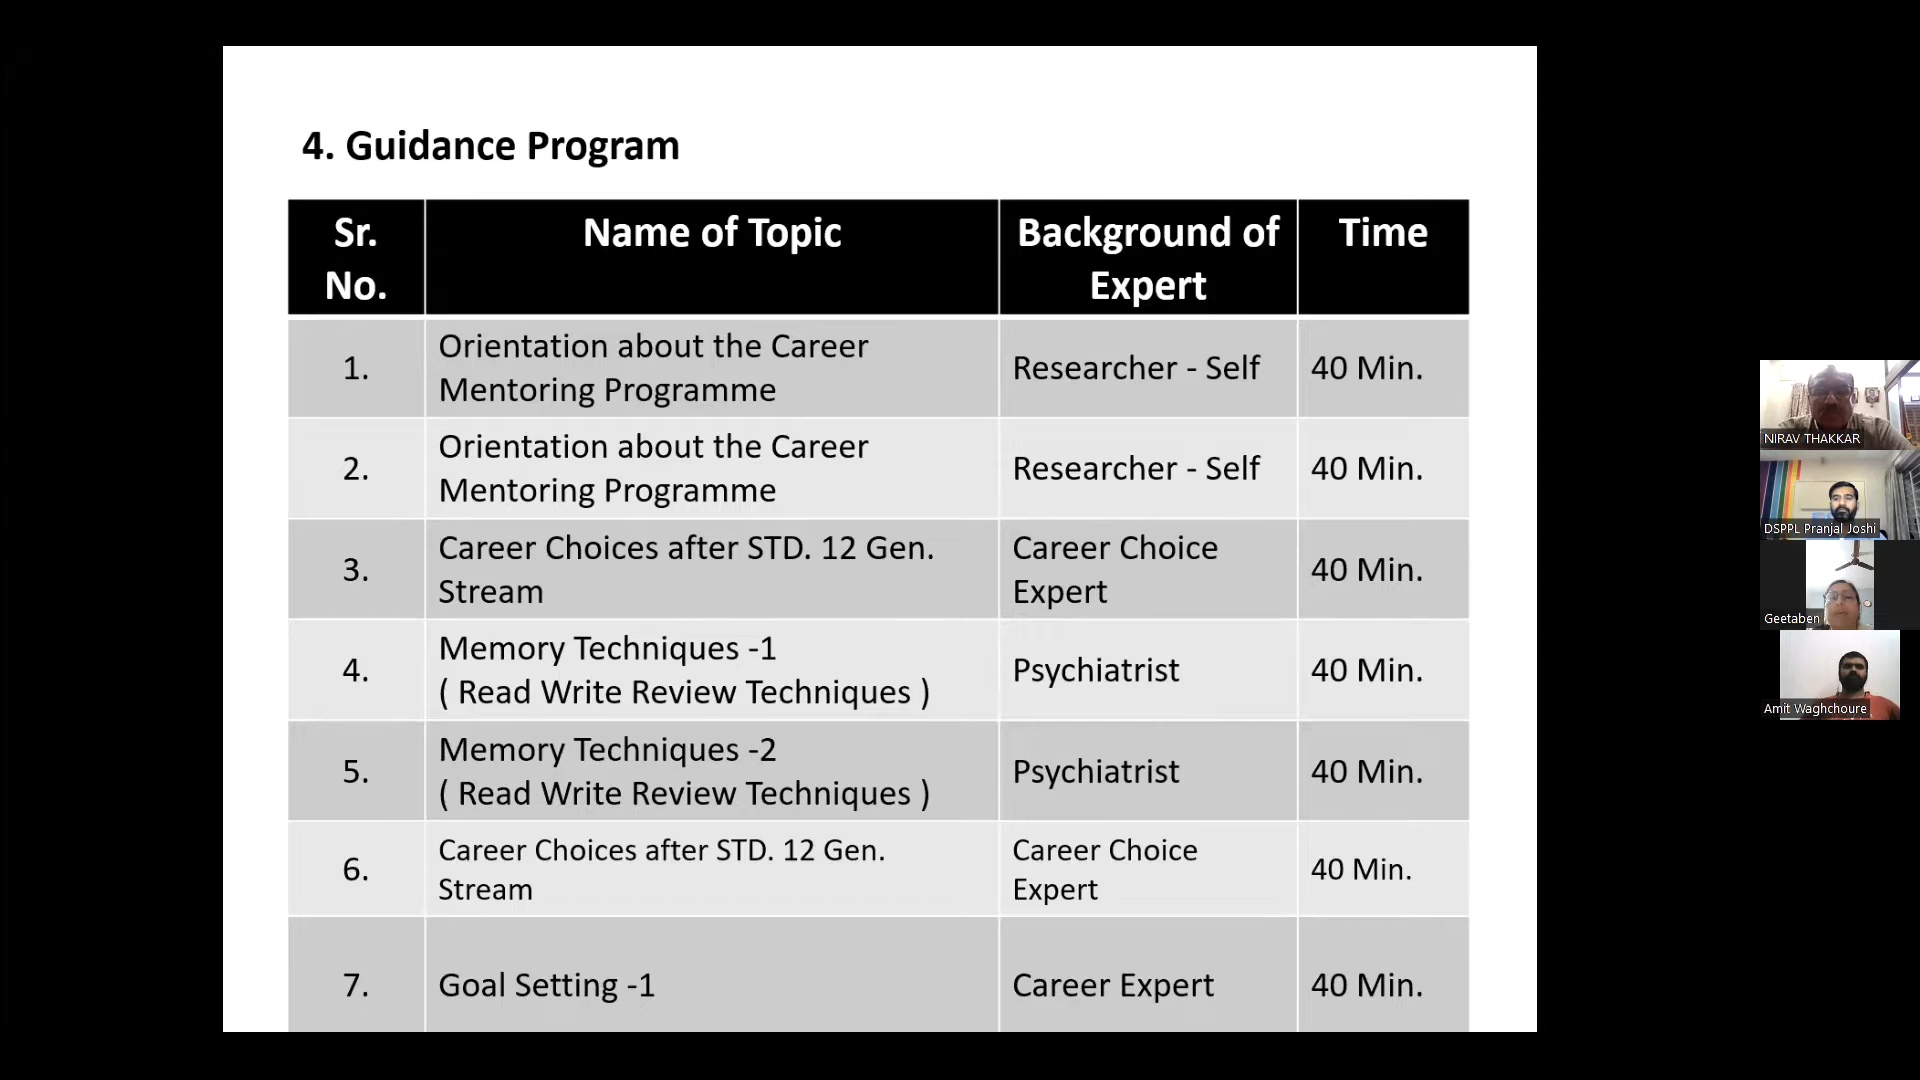 4. Guidance Program
Sr. No. Name of Topic Background of Expert Time
1. Orientation about the Career Mentoring Programme Researcher - Self 40 Min.
2. Orientation about the Career Mentoring Programme Researcher - Self 40 Min.
3. Career Choices after STD. 12 Gen. Stream Career Choice Expert 40 Min.
4. Memory Techniques -1 ( Read Write Review Techniques ) Psychiatrist 40 Min.
5. Memory Techniques -2 ( Read Write Review Techniques ) Psychiatrist 40 Min.
6. Career Choices after STD. 12 Gen. Stream Career Choice Expert 40 Min.
7. Goal Setting -1 Career Expert 40 Min.
NIRAV THAKKAR
DSPPL Pranjal Joshi
Geetaben
Amit Waghchoure